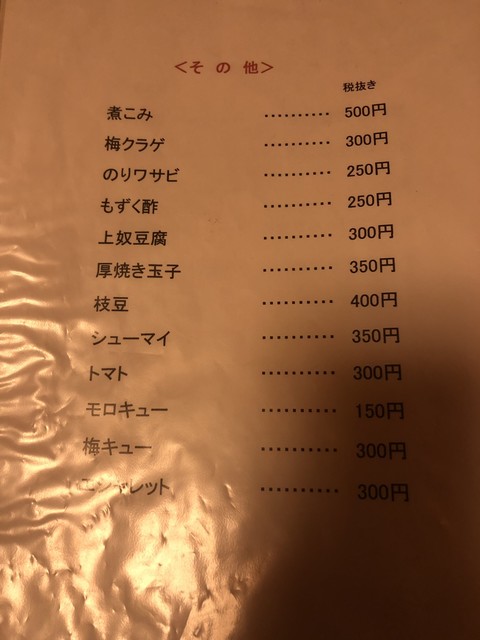 ＜その他＞
税抜き
煮こみ ・・・・・・・・・・ 500円
梅クラゲ ・・・・・・・・・・ 300円
のりワサビ ・・・・・・・・・・ 250円
もずく酢 ・・・・・・・・・・ 250円
上奴豆腐 ・・・・・・・・・・ 300円
厚焼き玉子 ・・・・・・・・・・ 350円
枝豆 ・・・・・・・・・・ 400円
シューマイ ・・・・・・・・・・ 350円
トマト ・・・・・・・・・・ 300円
モロキュー ・・・・・・・・・・ 150円
梅キュー ・・・・・・・・・・ 300円
エシャレット ・・・・・・・・・・ 300円